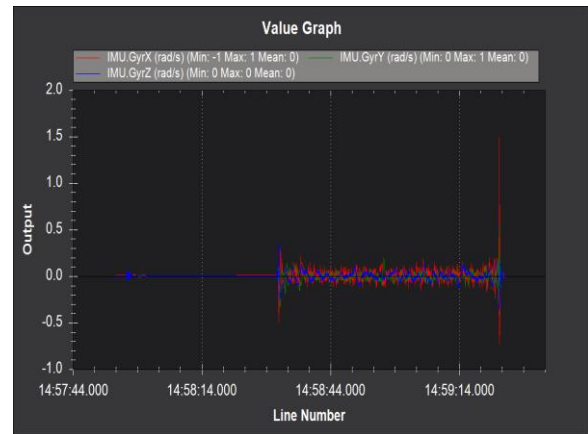 Value Graph
IMU.GyrX (rad/s) (Min: -1 Max: 1 Mean: 0)
IMU.GyrY (rad/s) (Min: 0 Max: 1 Mean: 0)
IMU.GyrZ (rad/s) (Min: 0 Max: 0 Mean: 0)
Output
2.0
1.5
1.0
0.5
0.0
-0.5
-1.0
14:57:44.000
14:58:14.000
14:58:44.000
14:59:14.000
Line Number